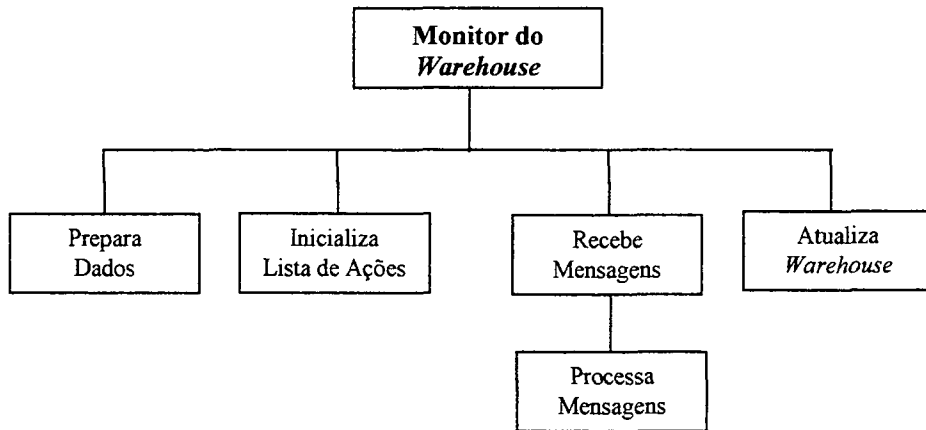 Monitor do
Warehouse
Prepara
Dados
Inicializa
Lista de Ações
Recebe
Mensagens
Atualiza
Warehouse
Processa
Mensagens